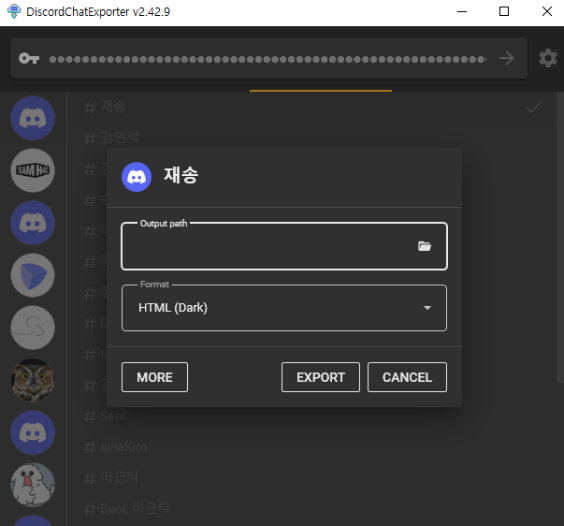 DiscordChatExporter v2.42.9
# 재송
# 김민석
재송
Output path
Format
HTML (Dark)
MORE
EXPORT
CANCEL
# Seol
# sinaKim
# 이근탁
# Seol, 이근탁